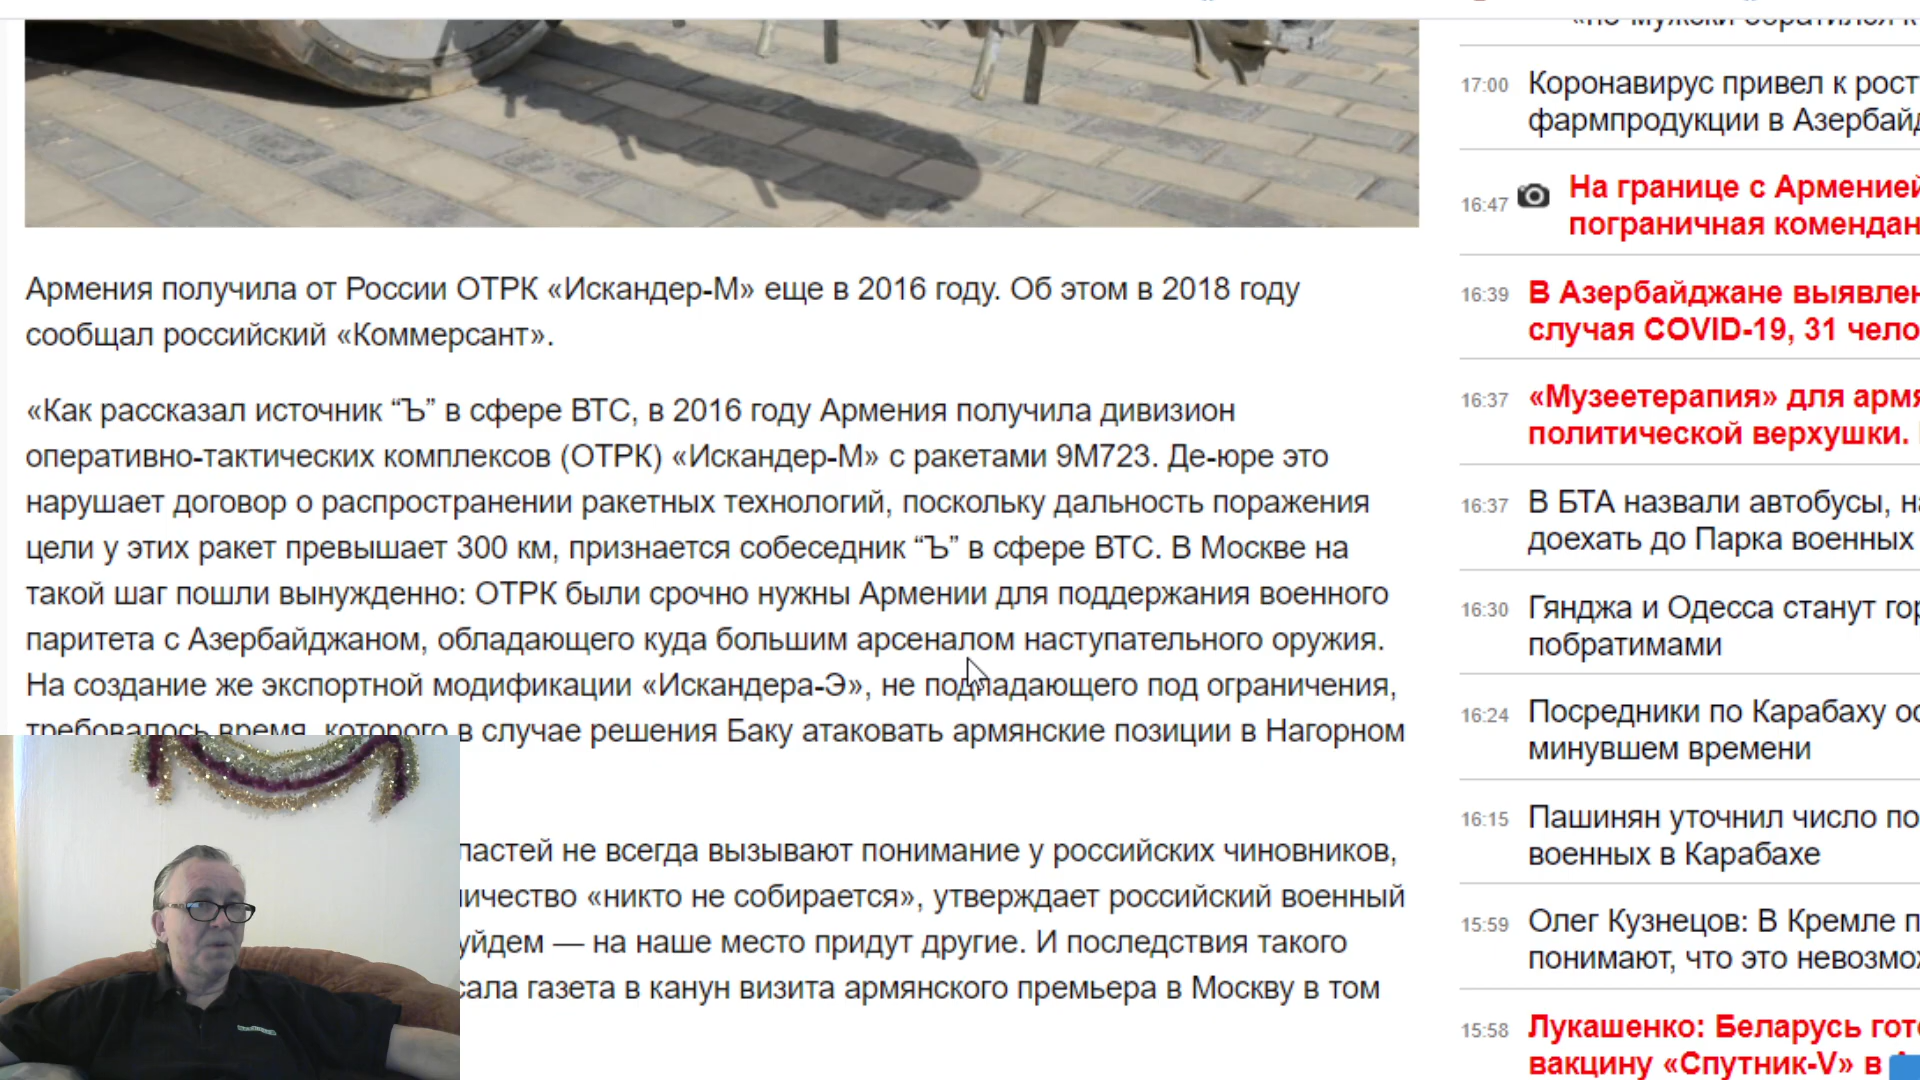 Армения получила от России ОТРК «Искандер-М» еще в 2016 году. Об этом в 2018 году
сообщал российский «Коммерсант».
«Как рассказал источник “Ъ” в сфере ВТС, в 2016 году Армения получила дивизион
оперативно-тактических комплексов (ОТРК) «Искандер-М» с ракетами 9М723. Де-юре это
нарушает договор о распространении ракетных технологий, поскольку дальность поражения
цели у этих ракет превышает 300 км, признается собеседник “Ъ” в сфере ВТС. В Москве на
такой шаг пошли вынужденно: ОТРК были срочно нужны Армении для поддержания военного
паритета с Азербайджаном, обладающего куда большим арсеналом наступательного оружия.
На создание же экспортной модификации «Искандера-Э», не подпадающего под ограничения,
требовалось время, которого в случае решения Баку атаковать армянские позиции в Нагорном
ластей не всегда вызывают понимание у российских чиновников,
ичество «никто не собирается», утверждает российский военный
уйдем — на наше место придут другие. И последствия такого
сала газета в канун визита армянского премьера в Москву в том
«по-мужски обратился к
17:00 Коронавирус привел к рост
фармпродукции в Азербайд
16:47 На границе с Арменией
пограничная комендан
16:39 В Азербайджане выявлен
случая COVID-19, 31 чело
16:37 «Музеетерапия» для армя
политической верхушки.
16:37 В БТА назвали автобусы, на
доехать до Парка военных
16:30 Гянджа и Одесса станут гор
побратимами
16:24 Посредники по Карабаху ос
минувшем времени
16:15 Пашинян уточнил число по
военных в Карабахе
15:59 Олег Кузнецов: В Кремле п
понимают, что это невозмож
15:58 Лукашенко: Беларусь гото
вакцину «Спутник-V» в